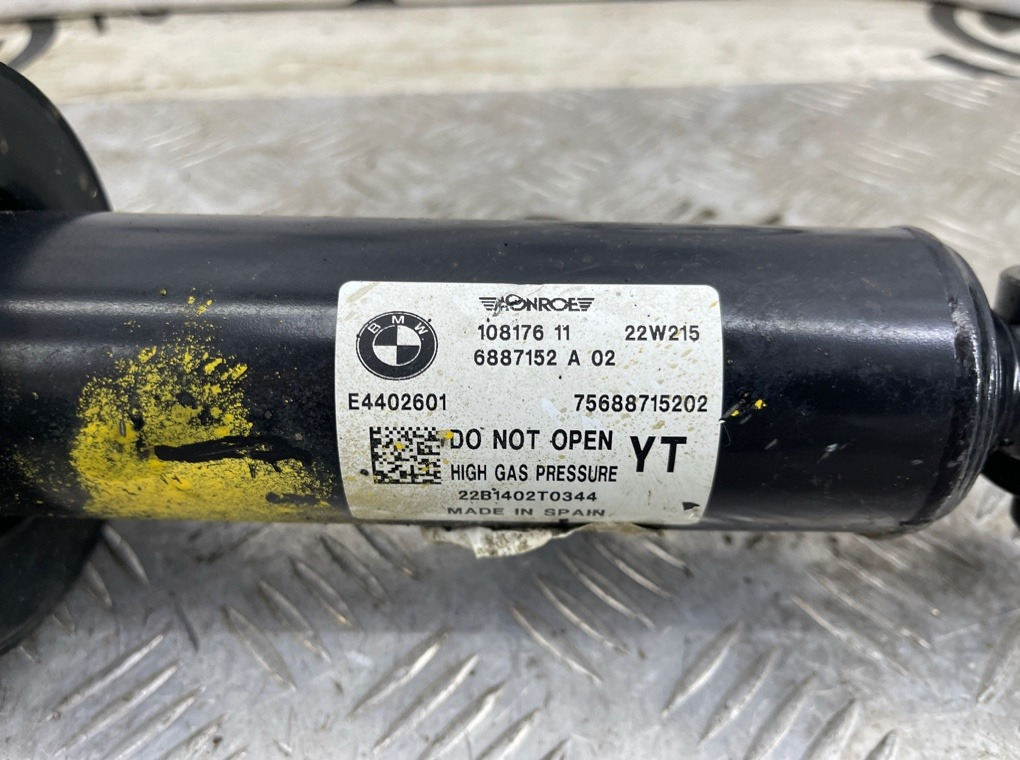 MONROE
BMW
108176 11 22W215
6887152 A 02
E4402601 75688715202
DO NOT OPEN YT
HIGH GAS PRESSURE
22B1402T0344
MADE IN SPAIN